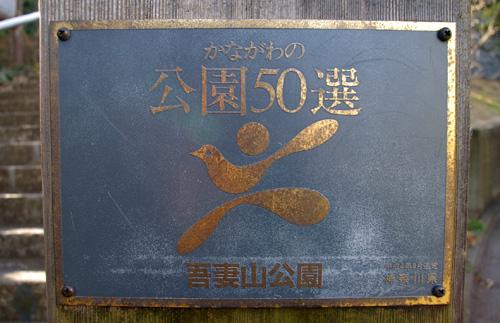 かながわの
公園50選
吾妻山公園
神奈川県